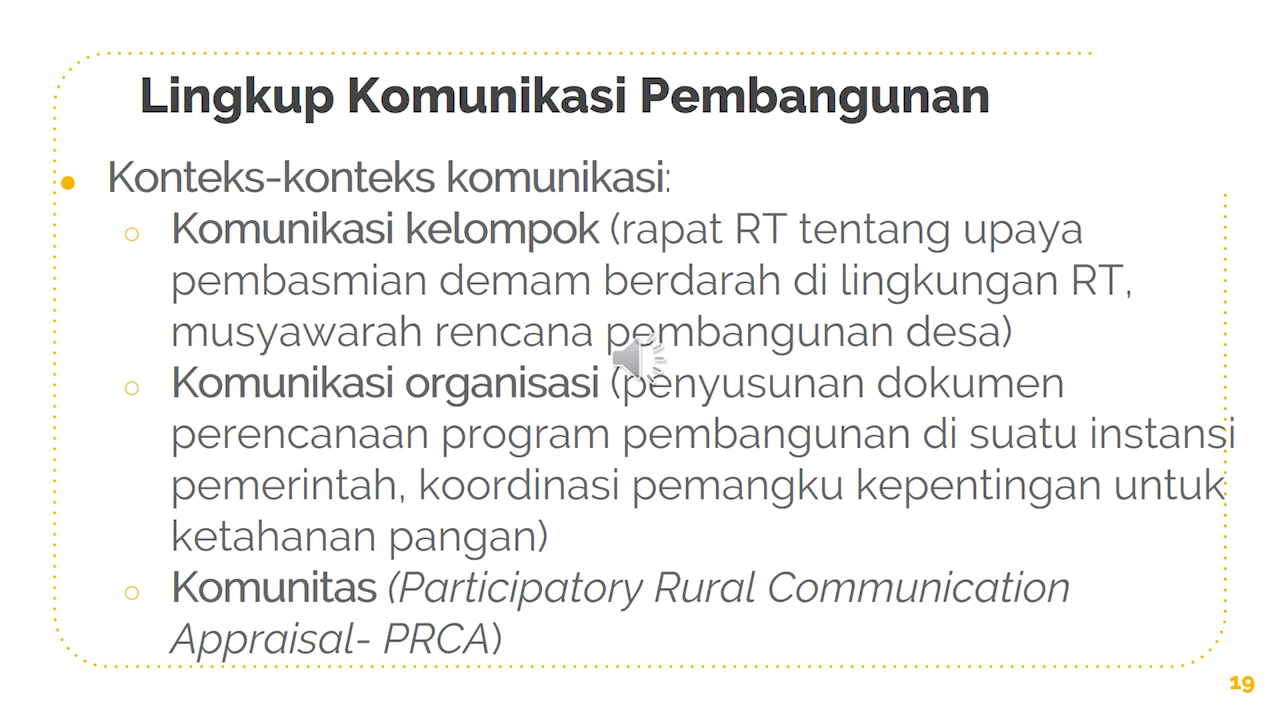 Lingkup Komunikasi Pembangunan
● Konteks-konteks komunikasi:
○ Komunikasi kelompok (rapat RT tentang upaya
pembasmian demam berdarah di lingkungan RT,
musyawarah rencana pembangunan desa)
○ Komunikasi organisasi (penyusunan dokumen
perencanaan program pembangunan di suatu instansi
pemerintah, koordinasi pemangku kepentingan untuk
ketahanan pangan)
○ Komunitas (Participatory Rural Communication
Appraisal- PRCA)
19